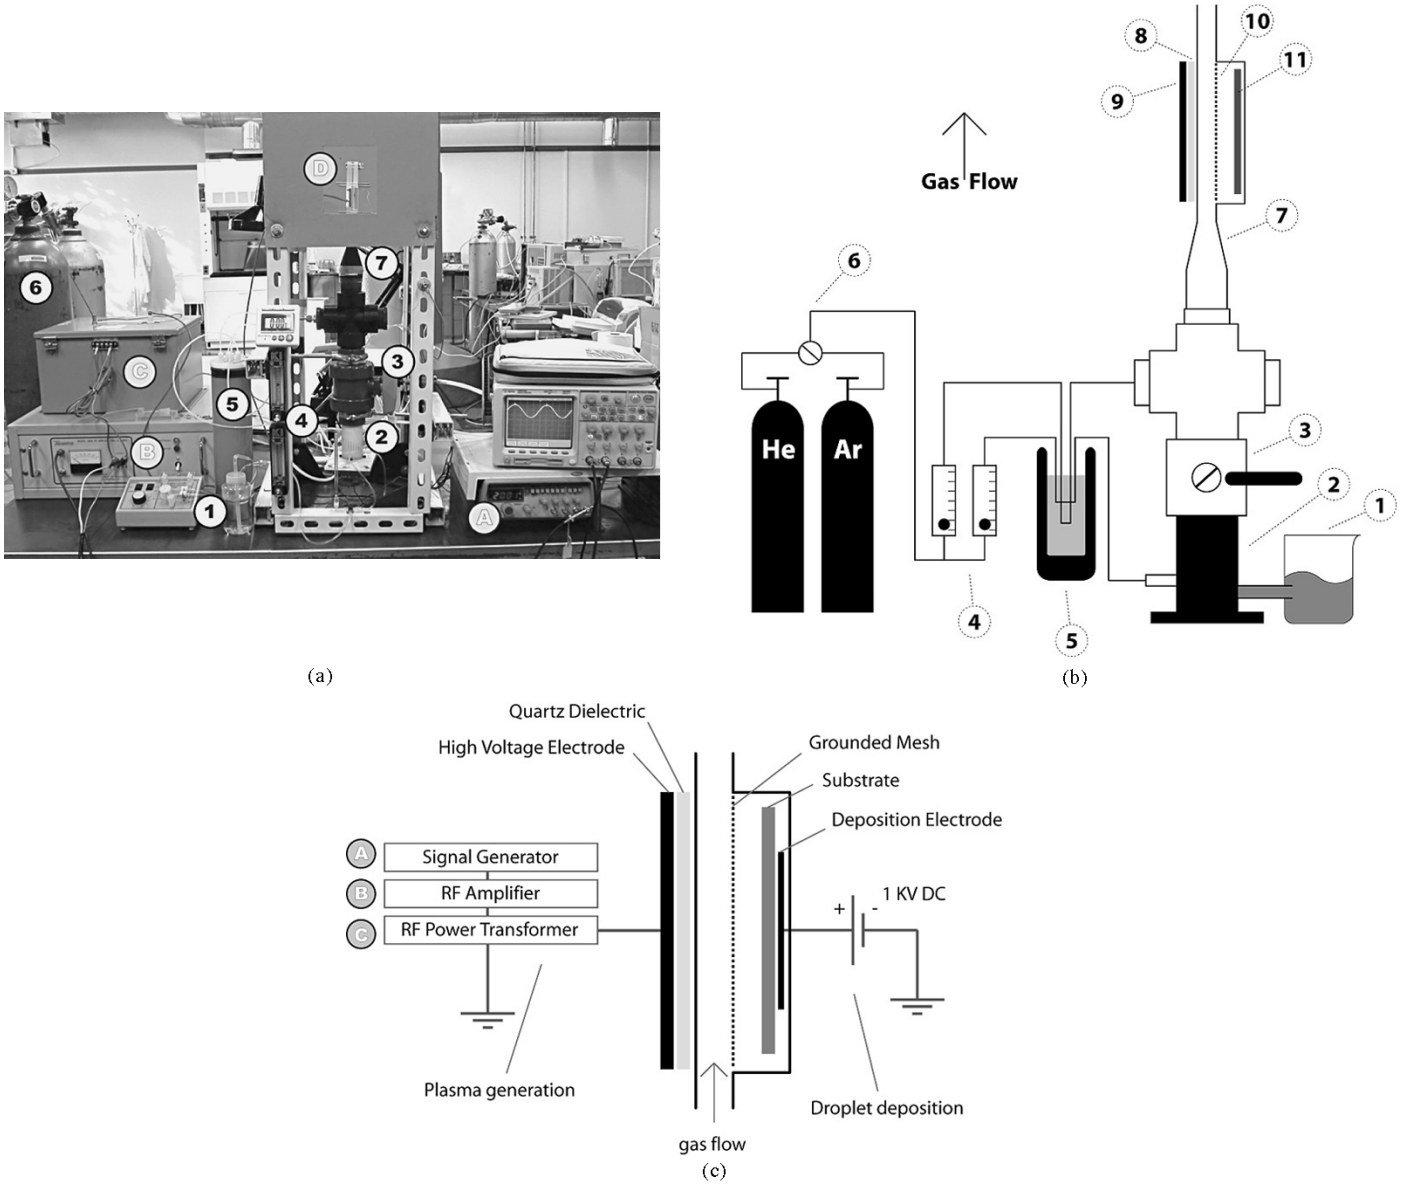 D
7
6
C
3
5
4
2
B
1
A
(a)
10
8
11
9
Gas Flow
7
6
He
Ar
3
2
1
4
5
(b)
Quartz Dielectric
High Voltage Electrode
Grounded Mesh
Substrate
Deposition Electrode
A
Signal Generator
B
RF Amplifier
C
RF Power Transformer
+
-
1 KV DC
Plasma generation
Droplet deposition
gas flow
(c)